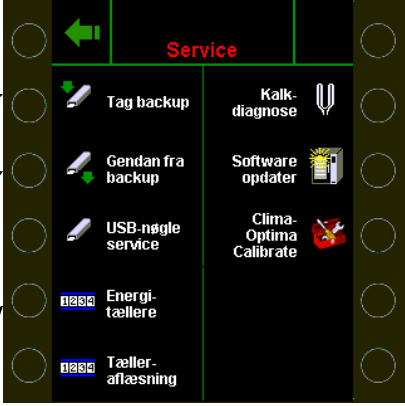 Service
Tag backup
Gendan fra
backup
USB-nøgle
service
1234
Energi-
tællere
1234
Tæller-
aflæsning
Kalk-
diagnose
Software
opdater
Clima-
Optima
Calibrate